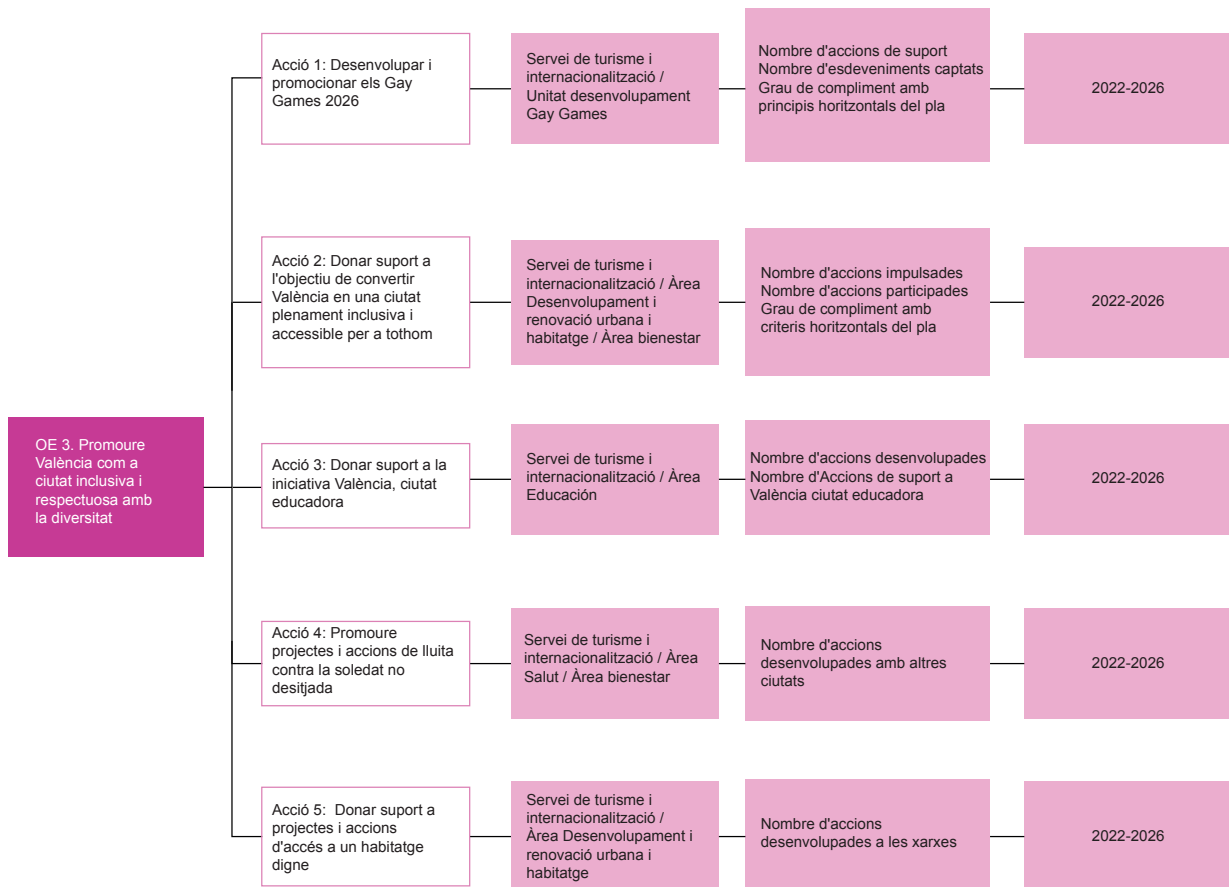 OE 3. Promoure
València com a
ciutat inclusiva i
respectuosa amb
la diversitat
Acció 1: Desenvolupar i
promocionar els Gay
Games 2026
Servei de turisme i
internacionalització /
Unitat desenvolupament
Gay Games
Nombre d'accions de suport
Nombre d'esdeveniments captats
Grau de compliment amb
principis horitzontals del pla
2022-2026
Acció 2: Donar suport a
l'objectiu de convertir
València en una ciutat
plenament inclusiva i
accessible per a tothom
Servei de turisme i
internacionalització / Àrea
Desenvolupament i
renovació urbana i
habitatge / Àrea bienestar
Nombre d'accions impulsades
Nombre d'accions participades
Grau de compliment amb
criteris horitzontals del pla
2022-2026
Acció 3: Donar suport a la
iniciativa València, ciutat
educadora
Servei de turisme i
internacionalització / Àrea
Educación
Nombre d'accions desenvolupades
Nombre d'Accions de suport a
València ciutat educadora
2022-2026
Acció 4: Promoure
projectes i accions de lluita
contra la soledat no
desitjada
Servei de turisme i
internacionalització / Àrea
Salut / Àrea bienestar
Nombre d'accions
desenvolupades amb altres
ciutats
2022-2026
Acció 5:  Donar suport a
projectes i accions
d'accés a un habitatge
digne
Servei de turisme i
internacionalització /
Àrea Desenvolupament i
renovació urbana i
habitatge
Nombre d'accions
desenvolupades a les xarxes
2022-2026